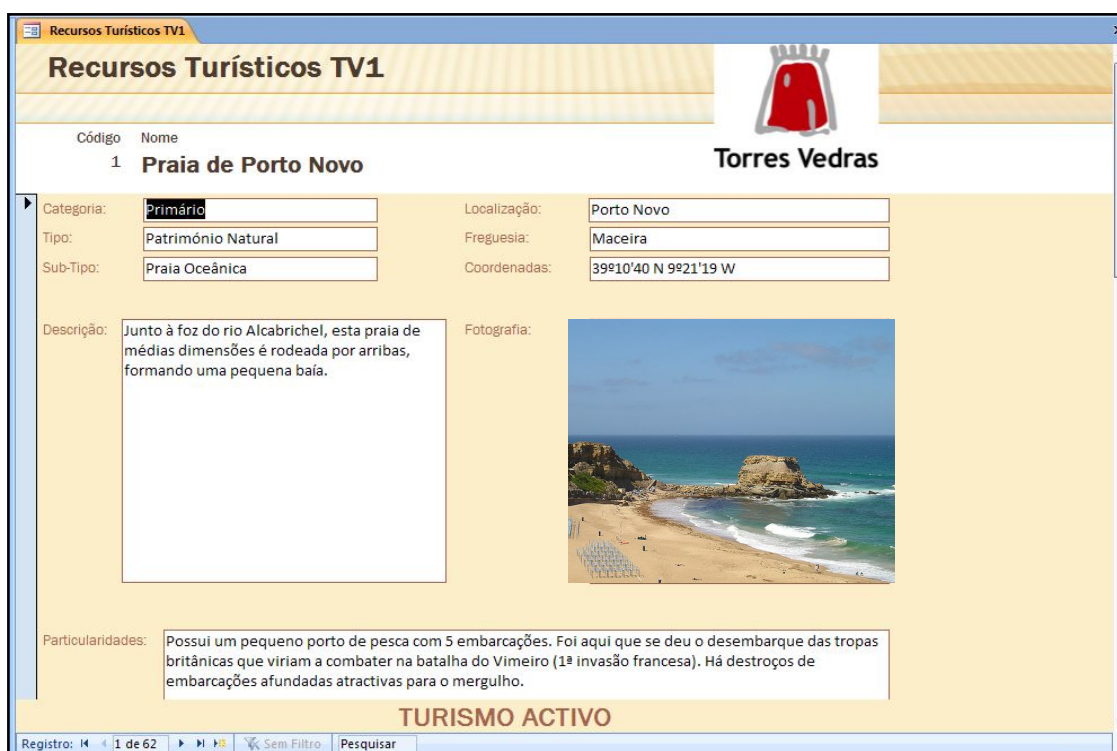 Recursos Turísticos TV1
Recursos Turísticos TV1
Torres Vedras
Código Nome
1 Praia de Porto Novo
Categoria: Primário
Localização: Porto Novo
Tipo: Património Natural
Freguesia: Maceira
Sub-Tipo: Praia Oceânica
Coordenadas: 39º10'40 N 9º21'19 W
Descrição: Junto à foz do rio Alcabrichel, esta praia de
médias dimensões é rodeada por arribas,
formando uma pequena baía.
Fotografia:
Particularidades: Possui um pequeno porto de pesca com 5 embarcações. Foi aqui que se deu o desembarque das tropas
britânicas que viriam a combater na batalha do Vimeiro (1ª invasão francesa). Há destroços de
embarcações afundadas atractivas para o mergulho.
TURISMO ACTIVO
Registro: 1 de 62 Sem Filtro Pesquisar